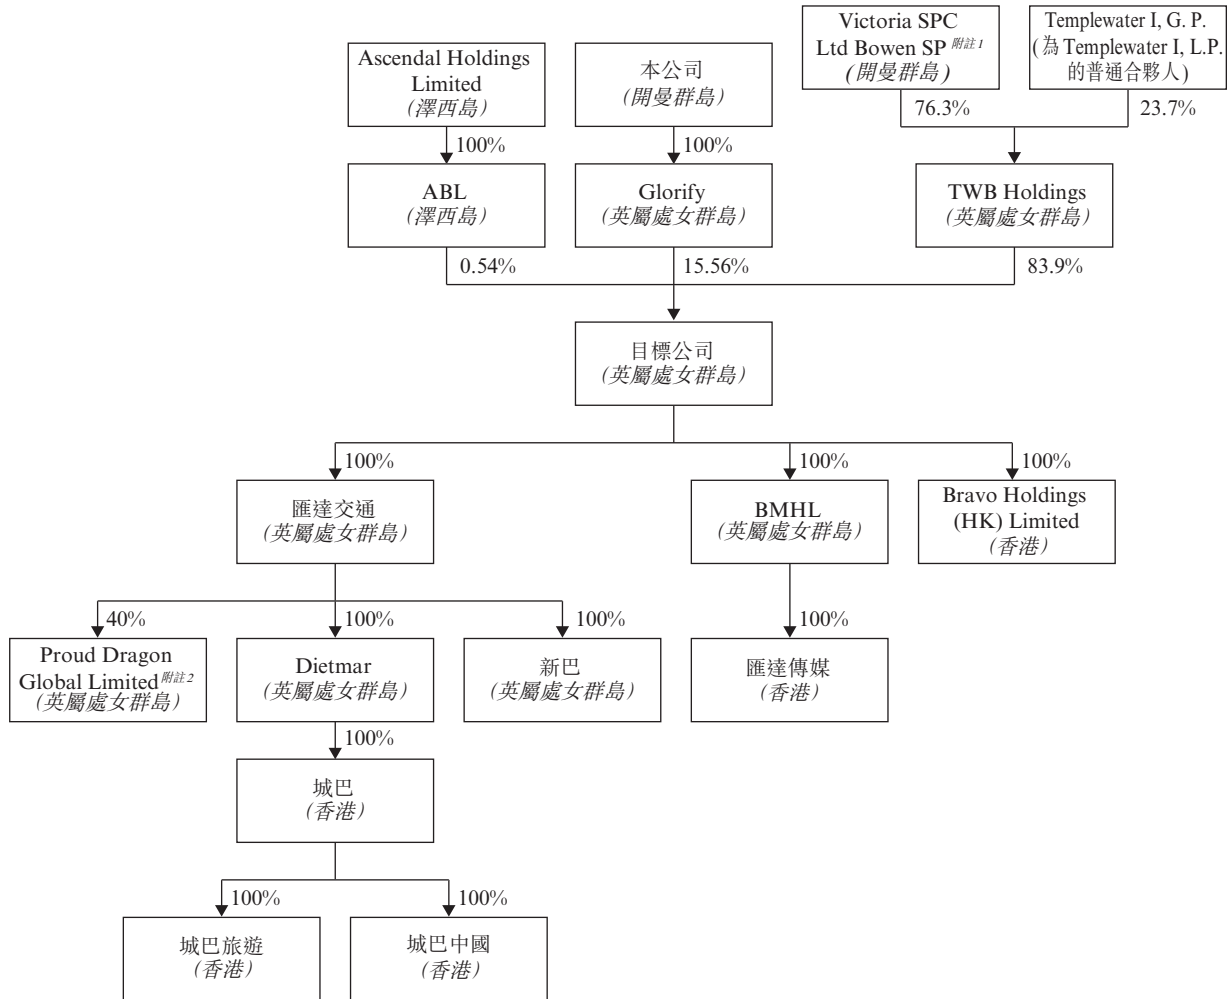 Victoria SPC
Ltd Bowen SP 附註1
(開曼群島)
Templewater I, G. P.
(為 Templewater I, L.P.
的普通合夥人)
Ascendal Holdings
Limited
(澤西島)
本公司
(開曼群島)
76.3%
23.7%
100%
100%
ABL
(澤西島)
Glorify
(英屬處女群島)
TWB Holdings
(英屬處女群島)
0.54%
15.56%
83.9%
目標公司
(英屬處女群島)
100%
100%
100%
匯達交通
(英屬處女群島)
BMHL
(英屬處女群島)
Bravo Holdings
(HK) Limited
(香港)
40%
100%
100%
100%
Proud Dragon
Global Limited附註2
(英屬處女群島)
Dietmar
(英屬處女群島)
新巴
(英屬處女群島)
匯達傳媒
(香港)
100%
城巴
(香港)
100%
100%
城巴旅遊
(香港)
城巴中國
(香港)